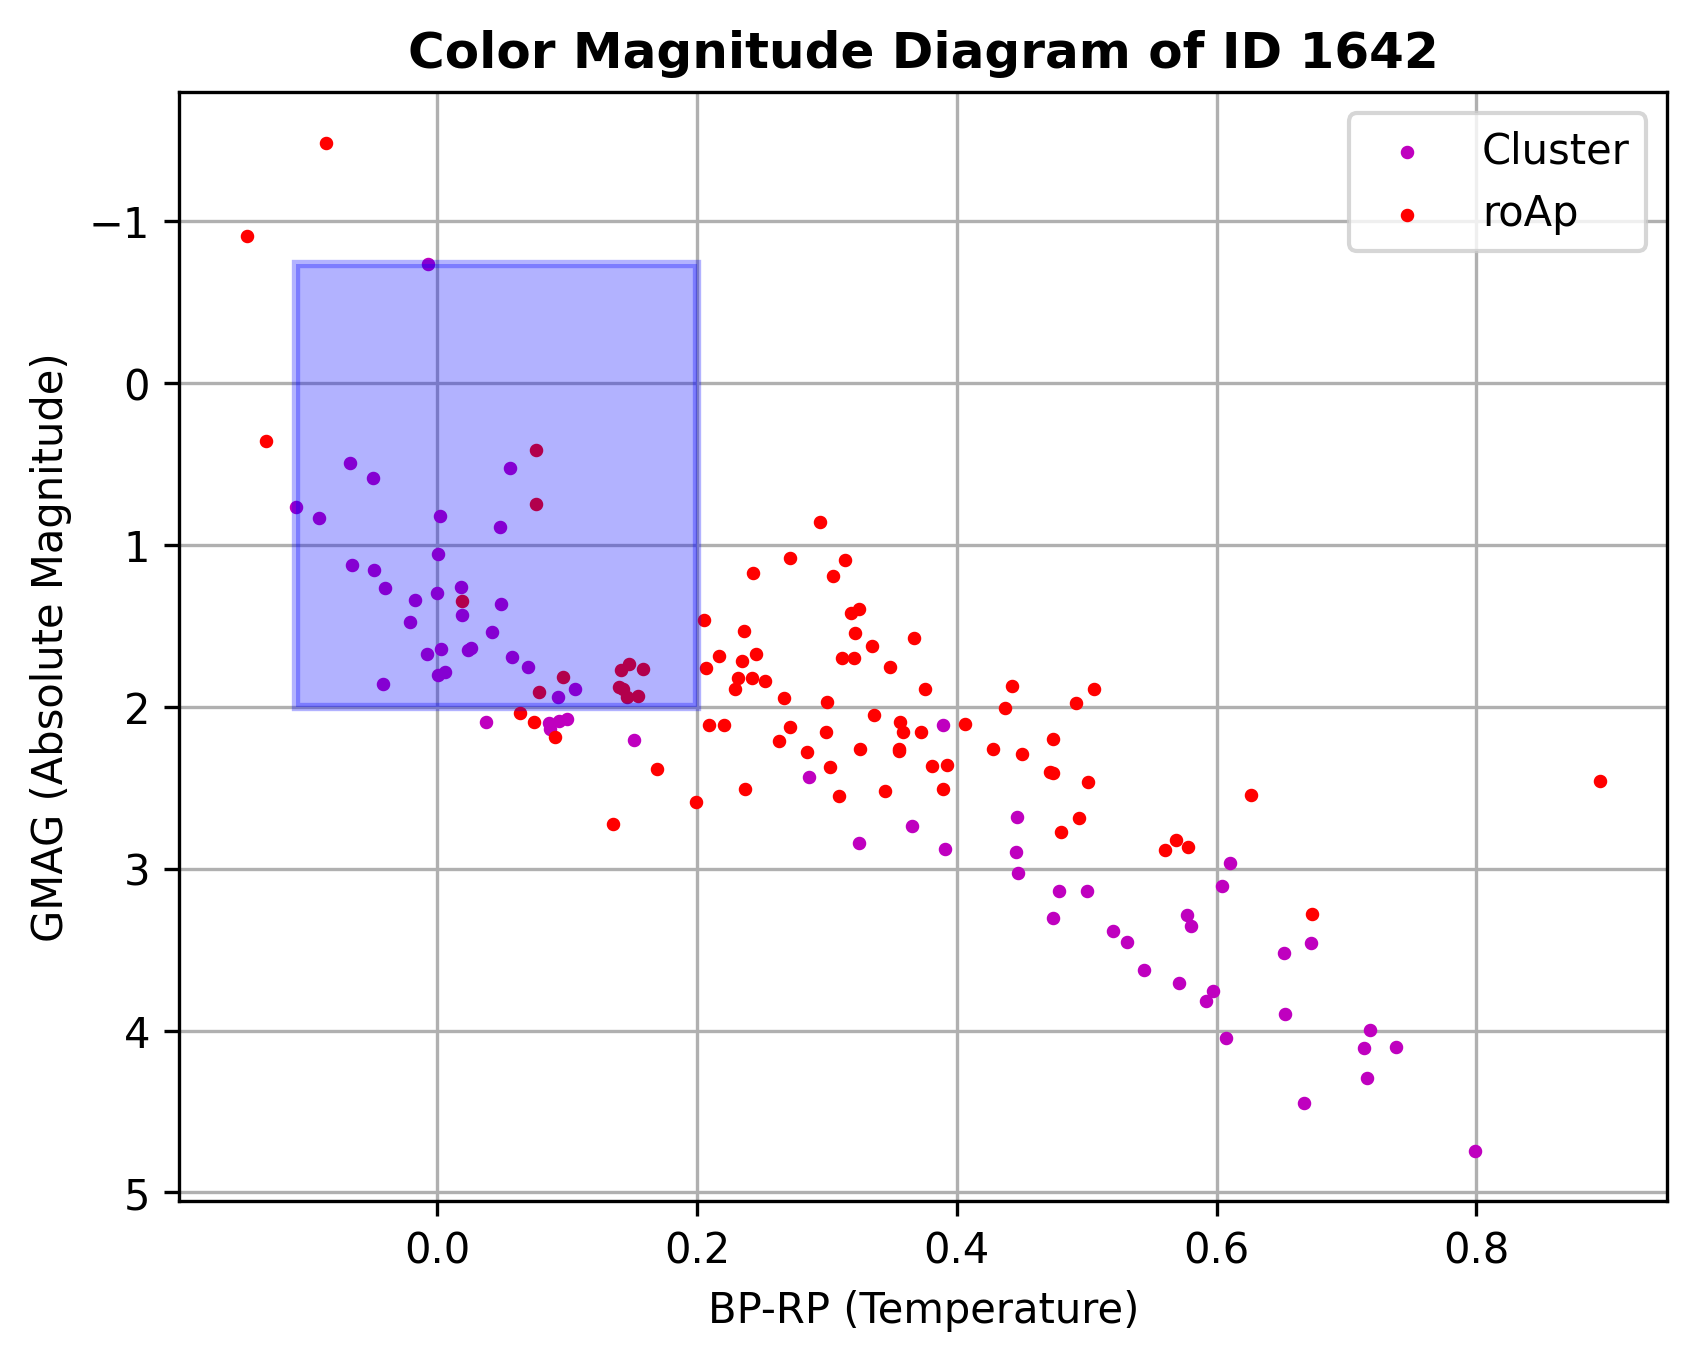 Color Magnitude Diagram of ID 1642
Cluster
roAp
GMAG (Absolute Magnitude)
−1
0
1
2
3
4
5
0.0 0.2 0.4 0.6 0.8
BP-RP (Temperature)